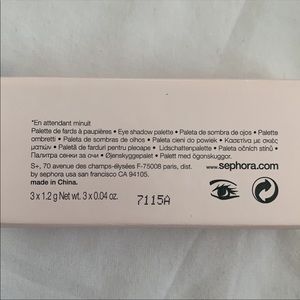 *En attendant minuit
Palette de fards à paupières • Eye shadow palette • Paleta de sombra de ojos • Palette
ombretti • Paleta de sombras de olhos • Paleta cieni do powiek • Κασετίνα με σκιές
ματιών • Paletă de farduri pentru pleoape • Lidschattenpalette • Paleta očních stínů •
Палитра сенки за очи • Øjenskyggepalet • Palett med ögonskuggor.
S+, 70 avenue des champs-élysées F-75008 paris, dist.
by sephora usa san francisco CA 94105.
www.sephora.com
made in China.
3 x 1.2 g Net wt. 3 x 0.04 oz.
7115A